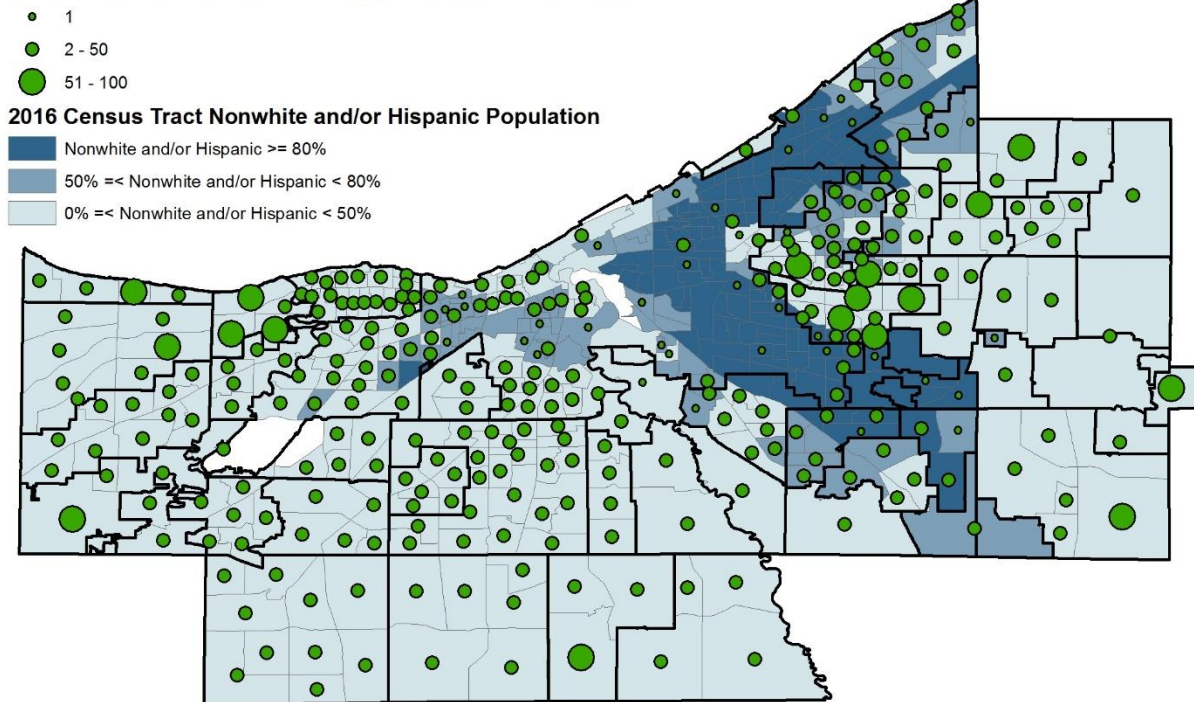 1
2 - 50
51 - 100
2016 Census Tract Nonwhite and/or Hispanic Population
Nonwhite and/or Hispanic >= 80%
50% =< Nonwhite and/or Hispanic < 80%
0% =< Nonwhite and/or Hispanic < 50%